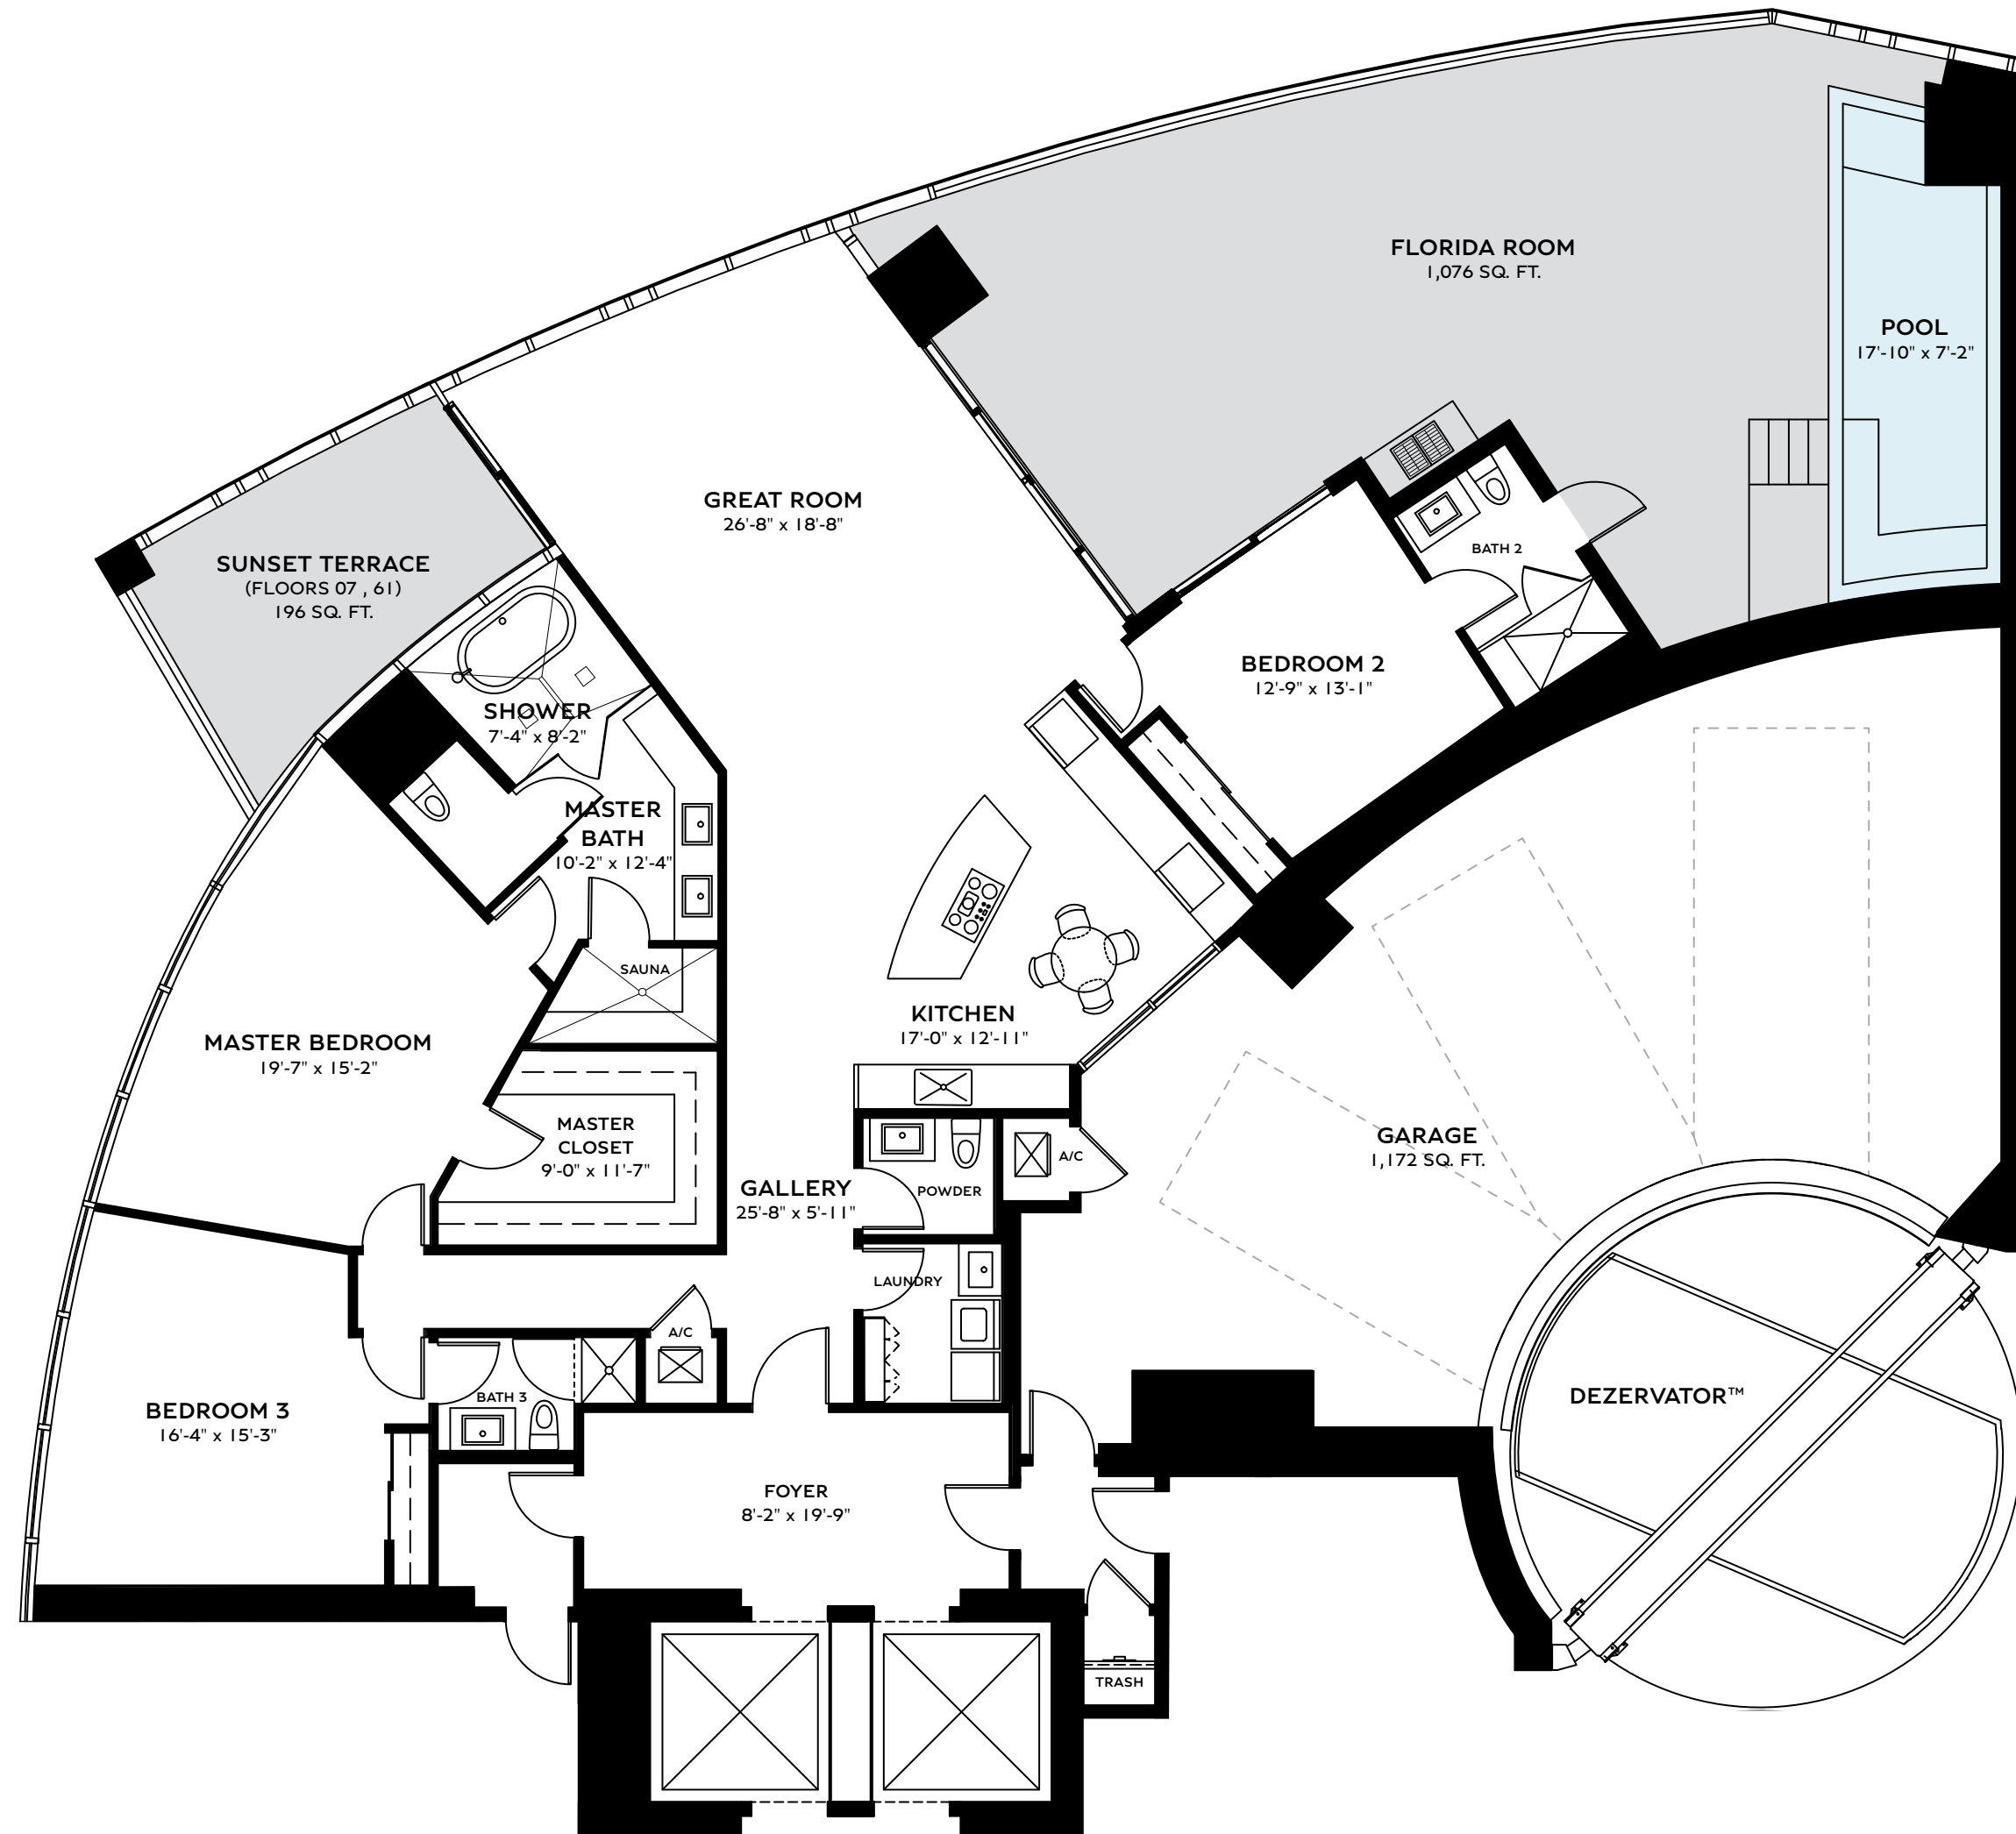 FLORIDA ROOM
1,076 SQ. FT.
POOL
17'-10" x 7'-2"
GREAT ROOM
26'-8" x 18'-8"
SUNSET TERRACE
(FLOORS 07 , 61)
196 SQ. FT.
BATH 2
BEDROOM 2
12'-9" x 13'-1"
SHOWER
7'-4" x 8'-2"
MASTER
BATH
10'-2" x 12'-4"
SAUNA
KITCHEN
17'-0" x 12'-11"
MASTER BEDROOM
19'-7" x 15'-2"
MASTER
CLOSET
9'-0" x 11'-7"
GALLERY
25'-8" x 5'-11"
POWDER
A/C
GARAGE
1,172 SQ. FT.
LAUNDRY
A/C
BATH 3
BEDROOM 3
16'-4" x 15'-3"
DEZERVATOR™
FOYER
8'-2" x 19'-9"
TRASH